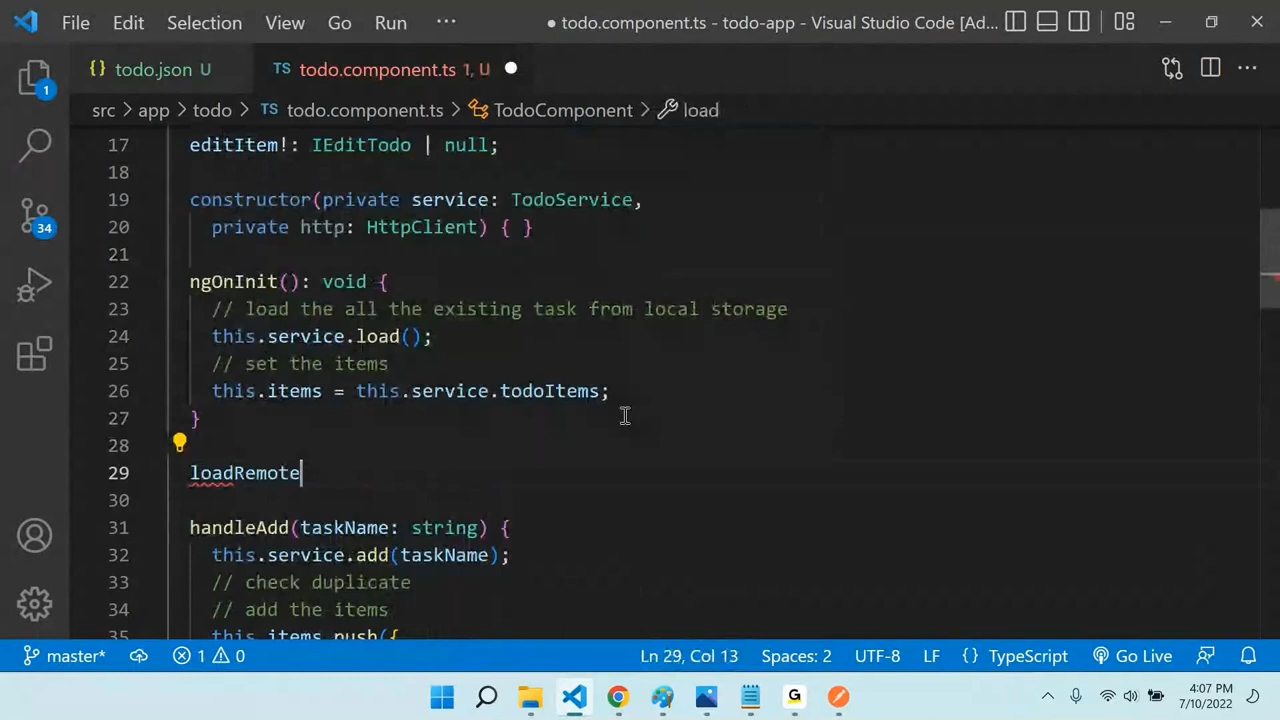 File Edit Selection View Go Run ··· ● todo.component.ts - todo-app - Visual Studio Code [Ad...
{} todo.json U TS todo.component.ts 1, U ●
src > app > todo > TS todo.component.ts > TodoComponent > load
17 editItem!: IEditTodo | null;
18
19 constructor(private service: TodoService,
20 private http: HttpClient) { }
21
22 ngOnInit(): void {
23 // load the all the existing task from local storage
24 this.service.load();
25 // set the items
26 this.items = this.service.todoItems;
27 }
28
29 loadRemote
30
31 handleAdd(taskName: string) {
32 this.service.add(taskName);
33 // check duplicate
34 // add the items
35 this.items.push({
1
34
master* 1 0 Ln 29, Col 13 Spaces: 2 UTF-8 LF {} TypeScript Go Live
G 4:07 PM
7/10/2022